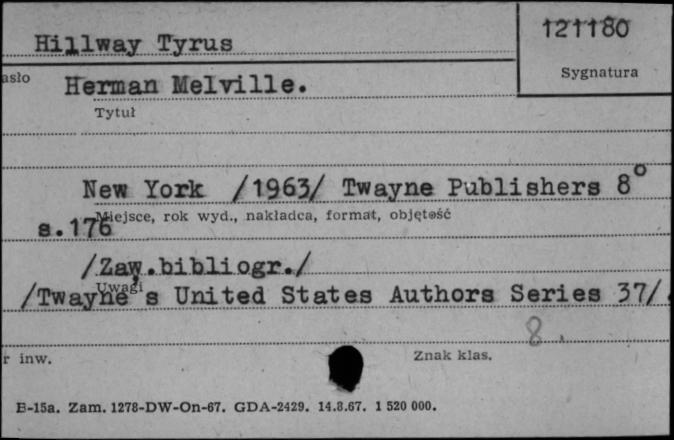 Hillway Tyrus
121180
Sygnatura
asło
Herman Melville.
Tytuł
New York /1963/ Twayne Publishers 8°
Miejsce, rok wyd., nakładca, format, objętość
s.176
/Zaw.bibliogr./
Uwagi
/Twayne's United States Authors Series 37/.
8.
r inw.
Znak klas.
B-15a. Zam. 1278-DW-On-67. GDA-2429. 14.8.67. 1 520 000.